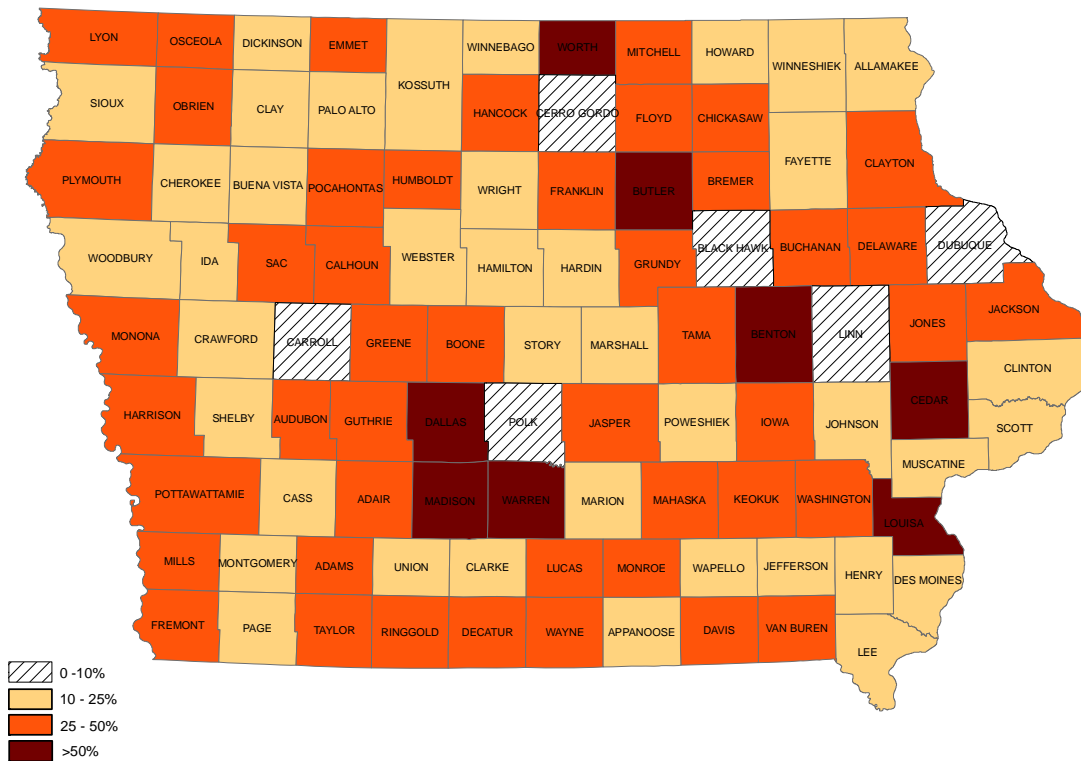 LYON
OSCEOLA
DICKINSON
EMMET
WINNEBAGO
WORTH
MITCHELL
HOWARD
WINNESHIEK
ALLAMAKEE
KOSSUTH
SIOUX
OBRIEN
CLAY
PALO ALTO
HANCOCK
CERRO GORDO
FLOYD
CHICKASAW
FAYETTE
CLAYTON
PLYMOUTH
CHEROKEE
BUENA VISTA
POCAHONTAS
HUMBOLDT
WRIGHT
FRANKLIN
BUTLER
BREMER
WOODBURY
IDA
SAC
CALHOUN
WEBSTER
HAMILTON
HARDIN
GRUNDY
BLACK HAWK
BUCHANAN
DELAWARE
DUBUQUE
MONONA
CRAWFORD
CARROLL
GREENE
BOONE
STORY
MARSHALL
TAMA
BENTON
LINN
JONES
JACKSON
CLINTON
HARRISON
SHELBY
AUDUBON
GUTHRIE
DALLAS
POLK
JASPER
POWESHIEK
IOWA
JOHNSON
CEDAR
SCOTT
MUSCATINE
POTTAWATTAMIE
CASS
ADAIR
MADISON
WARREN
MARION
MAHASKA
KEOKUK
WASHINGTON
LOUISA
MILLS
MONTGOMERY
ADAMS
UNION
CLARKE
LUCAS
MONROE
WAPELLO
JEFFERSON
HENRY
DES MOINES
FREMONT
PAGE
TAYLOR
RINGGOLD
DECATUR
WAYNE
APPANOOSE
DAVIS
VAN BUREN
LEE
0 -10%
10 - 25%
25 - 50%
>50%